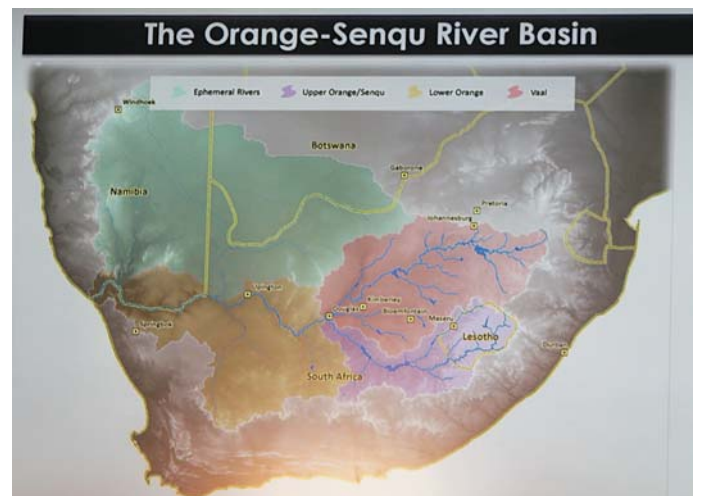 The Orange-Senqu River Basin
Ephemeral Rivers
Upper Orange/Senqu
Lower Orange
Vaal
Windhoek
Botswana
Gaborone
Namibia
Pretoria
Johannesburg
Upington
Kimberley
Douglas
Bloemfontein
Maseru
Springbok
Lesotho
Durban
South Africa